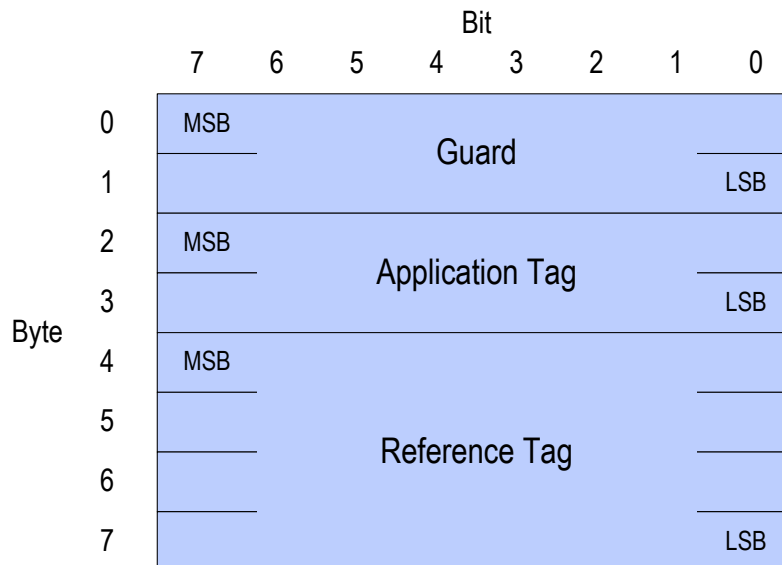 Bit
7 6 5 4 3 2 1 0
0 MSB
Guard
1 LSB
2 MSB
Application Tag
3 LSB
Byte
4 MSB
5
Reference Tag
6
7 LSB